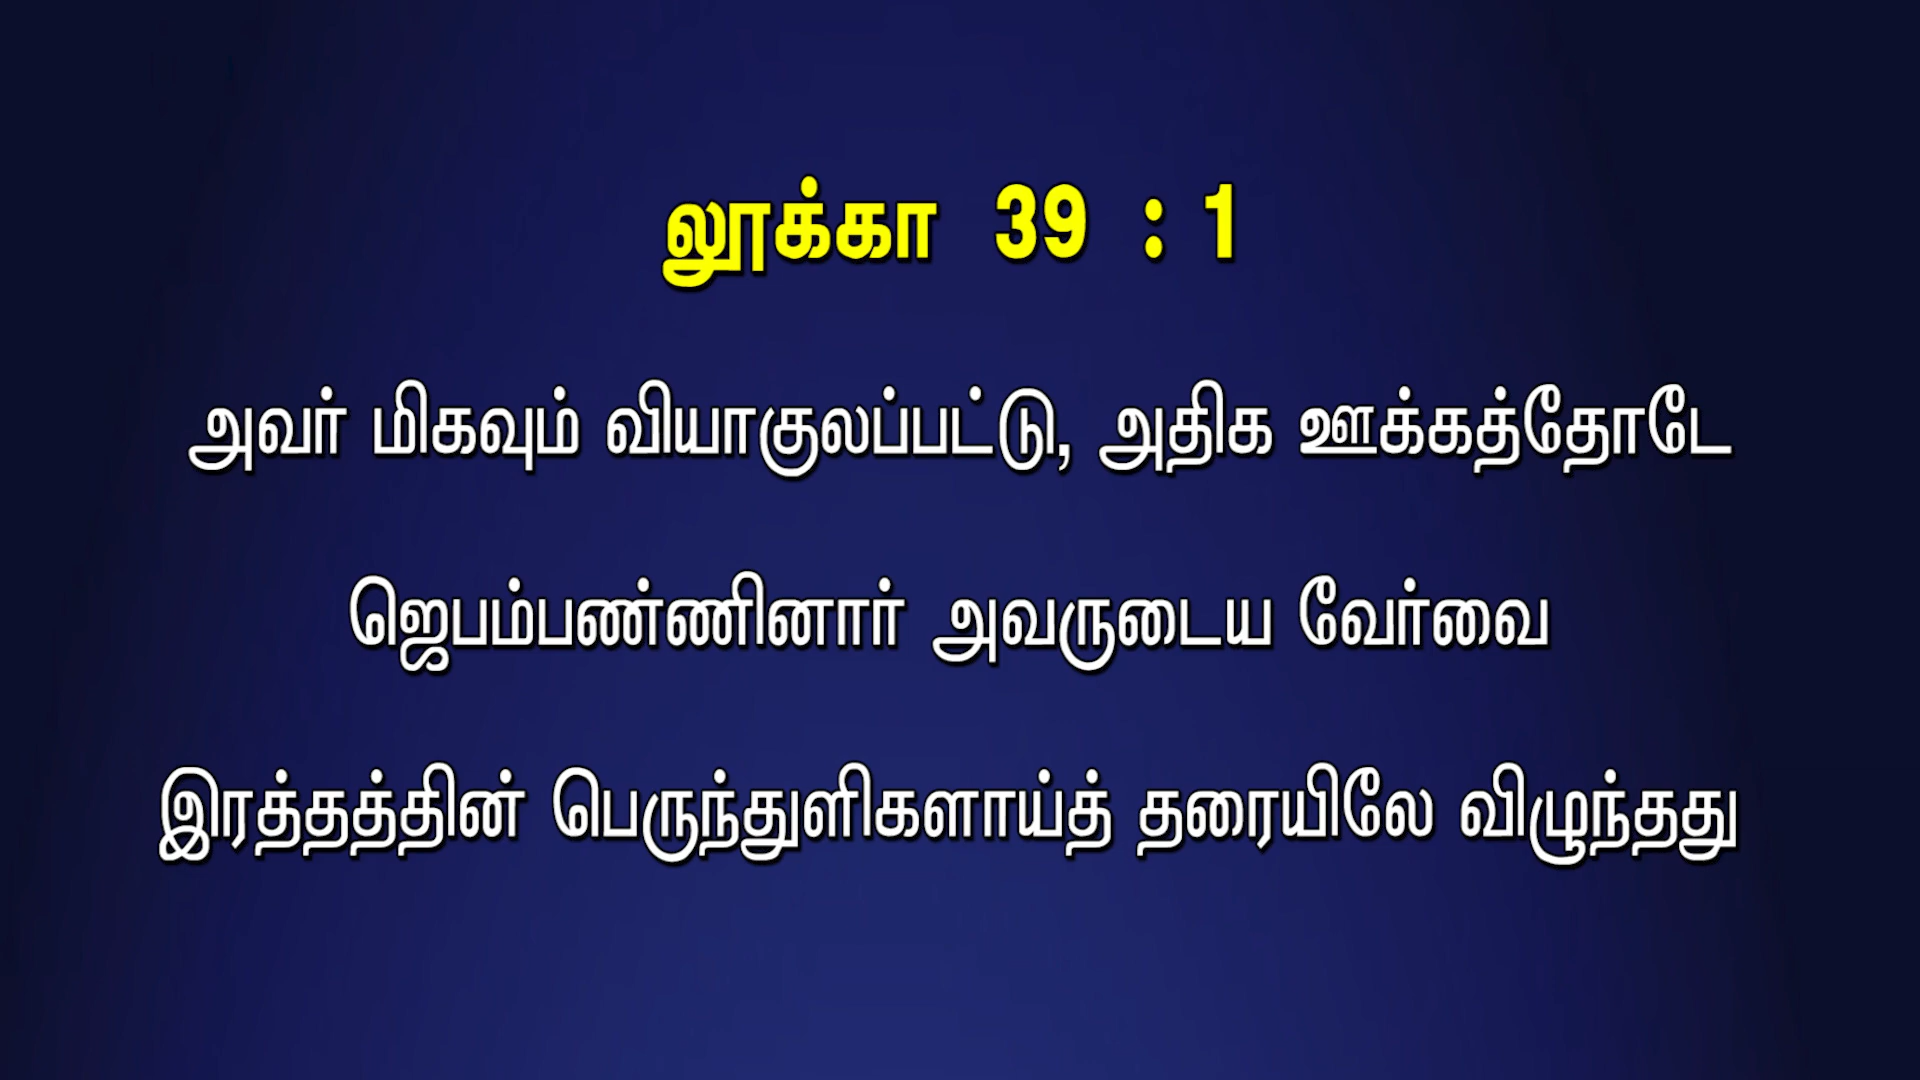 லூக்கா 39 : 1
அவர் மிகவும் வியாகுலப்பட்டு, அதிக ஊக்கத்தோடே
ஜெபம்பண்ணினார் அவருடைய வேர்வை
இரத்தத்தின் பெருந்துளிகளாய்த் தரையிலே விழுந்தது